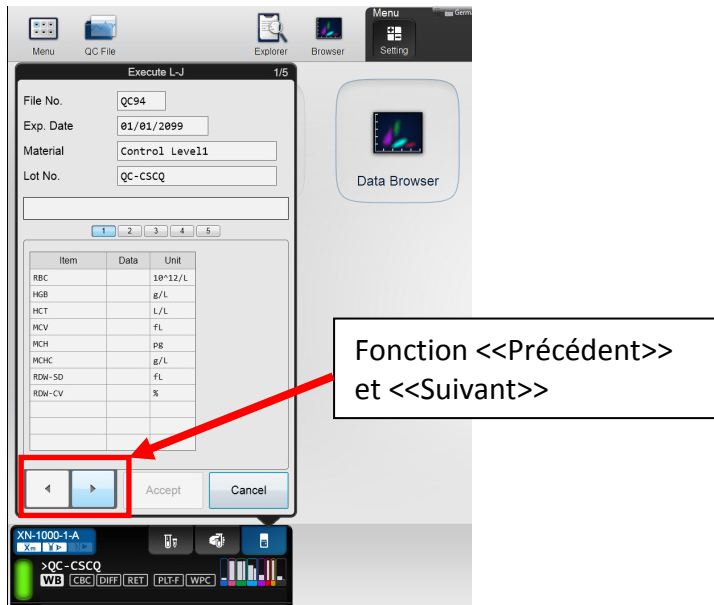 Menu
Germ
Menu
QC File
Explorer
Browser
Setting
Execute L-J
1/5
File No.
QC94
Exp. Date
01/01/2099
Material
Control Level1
Lot No.
QC-CSCQ
1 2 3 4 5
Item Data Unit
RBC 10^12/L
HGB g/L
HCT L/L
MCV fL
MCH pg
MCHC g/L
RDW-SD fL
RDW-CV %
Accept
Cancel
Data Browser
Fonction <<Précédent>>
et <<Suivant>>
XN-1000-1-A
>QC-CSCQ
WB CBC DIFF RET PLT-F WPC